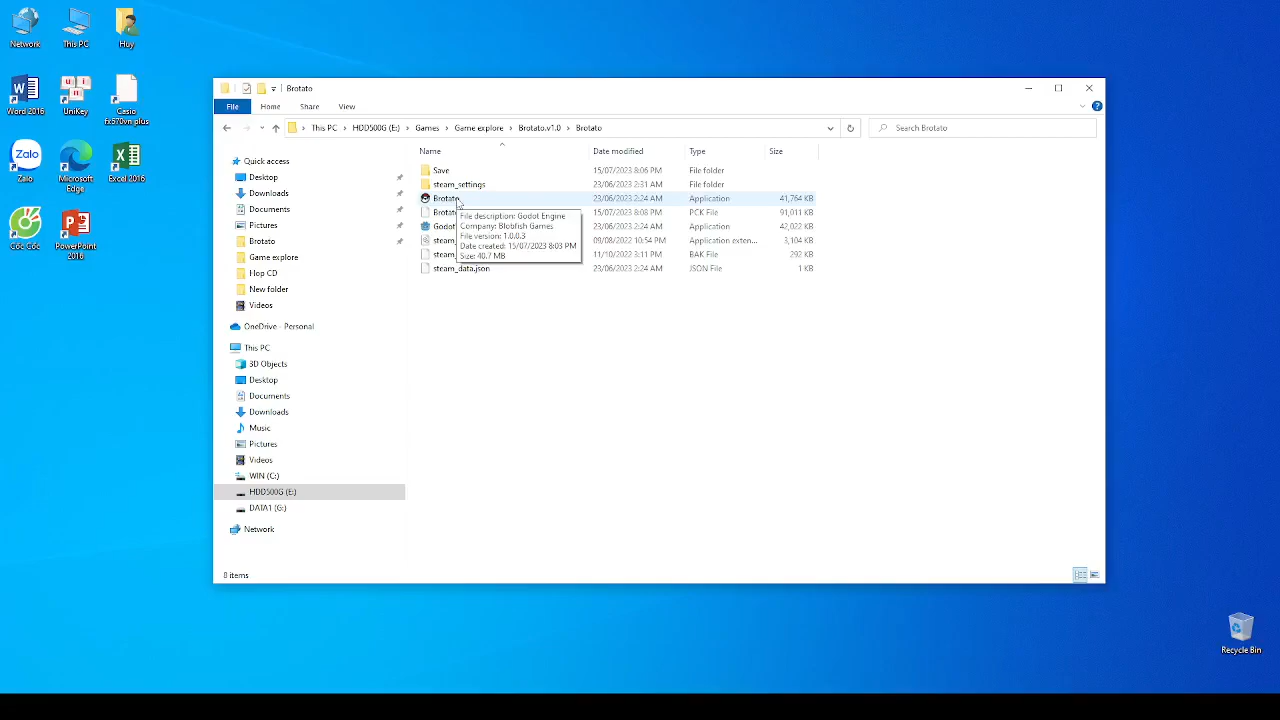 Network
This PC
Huy
Word 2016
UniKey
Casio
fx570vn plus
Zalo
Microsoft
Edge
Excel 2016
Cốc Cốc
PowerPoint
2016
Brotato
File
Home
Share
View
This PC
HDD500G (E:)
Games
Game explore
Brotato.v1.0
Brotato
Search Brotato
Quick access
Desktop
Downloads
Documents
Pictures
Brotato
Game explore
Hop CD
New folder
Videos
OneDrive - Personal
This PC
3D Objects
Desktop
Documents
Downloads
Music
Pictures
Videos
WIN (C:)
HDD500G (E:)
DATA1 (G:)
Network
Name Date modified Type Size
Save 15/07/2023 8:06 PM File folder
steam_settings 23/06/2023 2:31 AM File folder
Brotato 23/06/2023 2:24 AM Application 41,764 KB
Brotato 15/07/2023 8:08 PM PCK File 91,011 KB
Godot 23/06/2023 2:24 AM Application 42,022 KB
steam_ 09/08/2022 10:54 PM Application exten... 3,104 KB
steam_ 11/10/2022 3:11 PM BAK File 292 KB
steam_data.json 23/06/2023 2:24 AM JSON File 1 KB
File description: Godot Engine
Company: Blobfish Games
File version: 1.0.0.3
Date created: 15/07/2023 8:03 PM
Size: 40.7 MB
8 items
Recycle Bin